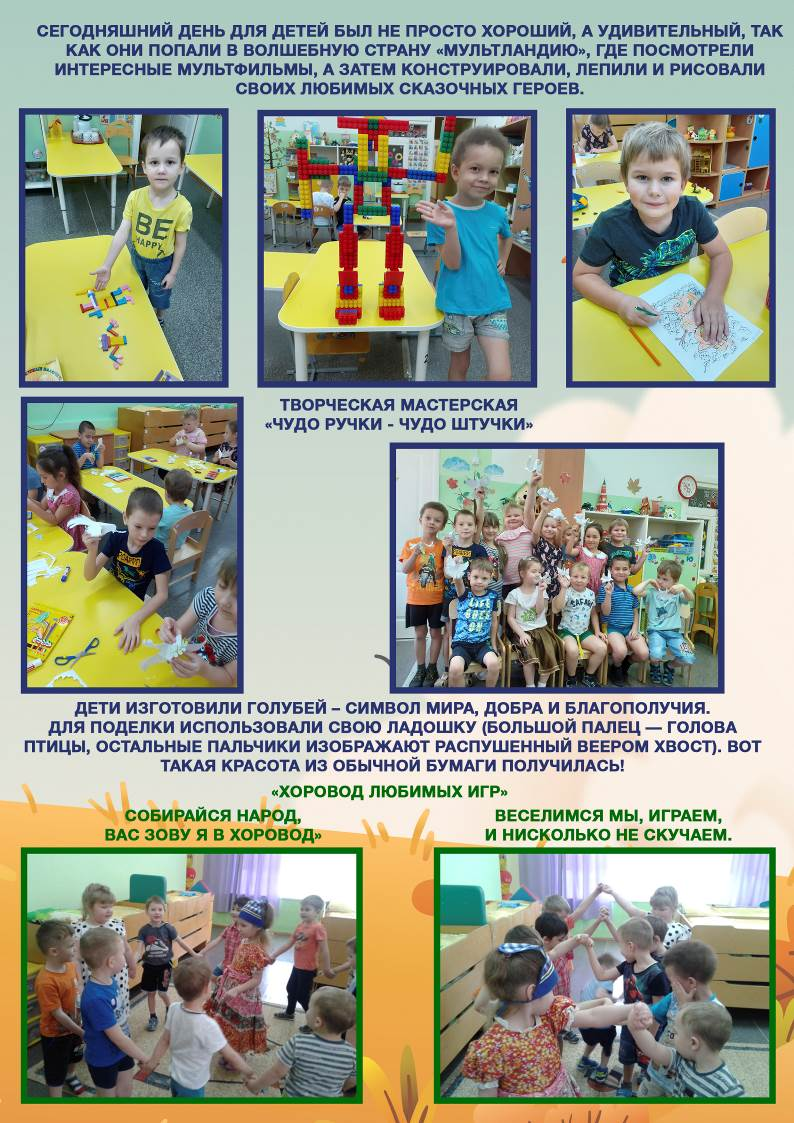 СЕГОДНЯШНИЙ ДЕНЬ ДЛЯ ДЕТЕЙ БЫЛ НЕ ПРОСТО ХОРОШИЙ, А УДИВИТЕЛЬНЫЙ, ТАК
КАК ОНИ ПОПАЛИ В ВОЛШЕБНУЮ СТРАНУ «МУЛЬТЛАНДИЮ», ГДЕ ПОСМОТРЕЛИ
ИНТЕРЕСНЫЕ МУЛЬТФИЛЬМЫ, А ЗАТЕМ КОНСТРУИРОВАЛИ, ЛЕПИЛИ И РИСОВАЛИ
СВОИХ ЛЮБИМЫХ СКАЗОЧНЫХ ГЕРОЕВ.
BE
HAPPY
ТВОРЧЕСКАЯ МАСТЕРСКАЯ
«ЧУДО РУЧКИ - ЧУДО ШТУЧКИ»
ДЕТИ ИЗГОТОВИЛИ ГОЛУБЕЙ – СИМВОЛ МИРА, ДОБРА И БЛАГОПОЛУЧИЯ.
ДЛЯ ПОДЕЛКИ ИСПОЛЬЗОВАЛИ СВОЮ ЛАДОШКУ (БОЛЬШОЙ ПАЛЕЦ — ГОЛОВА
ПТИЦЫ, ОСТАЛЬНЫЕ ПАЛЬЧИКИ ИЗОБРАЖАЮТ РАСПУШЕННЫЙ ВЕЕРОМ ХВОСТ). ВОТ
ТАКАЯ КРАСОТА ИЗ ОБЫЧНОЙ БУМАГИ ПОЛУЧИЛАСЬ!
«ХОРОВОД ЛЮБИМЫХ ИГР»
СОБИРАЙСЯ НАРОД,
ВАС ЗОВУ Я В ХОРОВОД»
ВЕСЕЛИМСЯ МЫ, ИГРАЕМ,
И НИСКОЛЬКО НЕ СКУЧАЕМ.